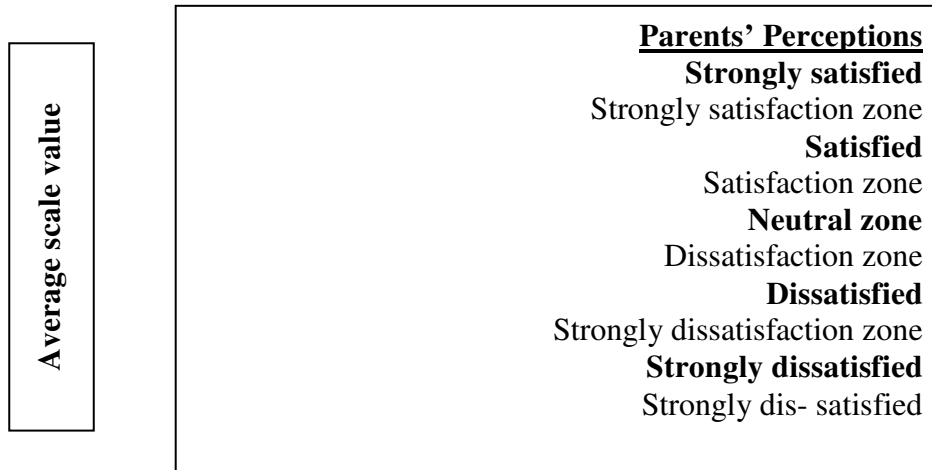 Average scale value
Parents’ Perceptions
Strongly satisfied
Strongly satisfaction zone
Satisfied
Satisfaction zone
Neutral zone
Dissatisfaction zone
Dissatisfied
Strongly dissatisfaction zone
Strongly dissatisfied
Strongly dis- satisfied